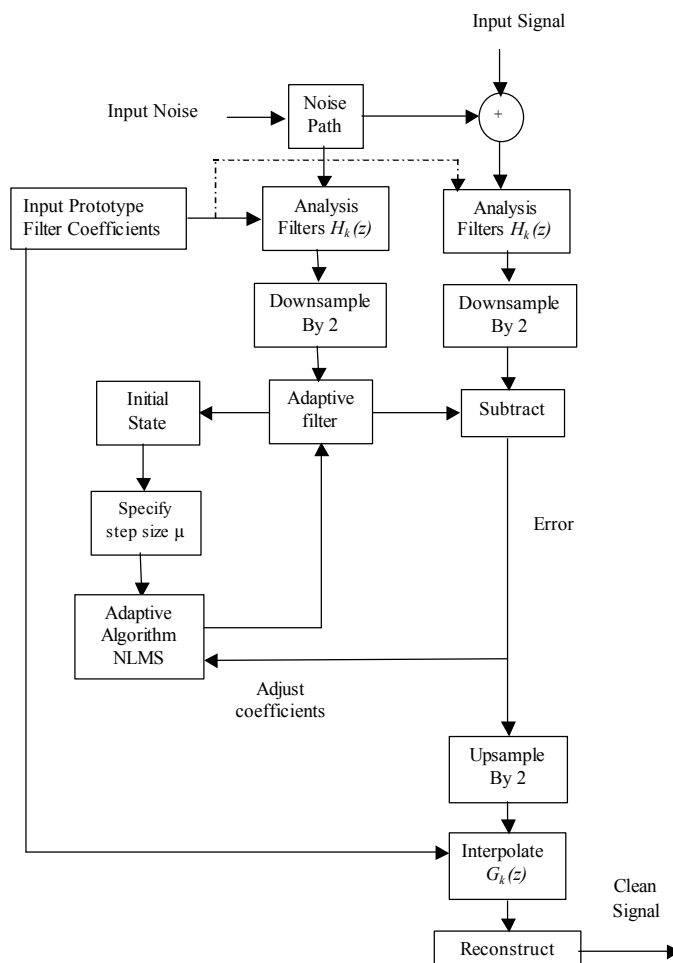 Input Signal
Input Noise
Noise
Path
+
Input Prototype
Filter Coefficients
Analysis
Filters H_k(z)
Analysis
Filters H_k(z)
Downsample
By 2
Downsample
By 2
Initial
State
Adaptive
filter
Subtract
Specify
step size μ
Error
Adaptive
Algorithm
NLMS
Adjust
coefficients
Upsample
By 2
Interpolate
G_k(z)
Clean
Signal
Reconstruct